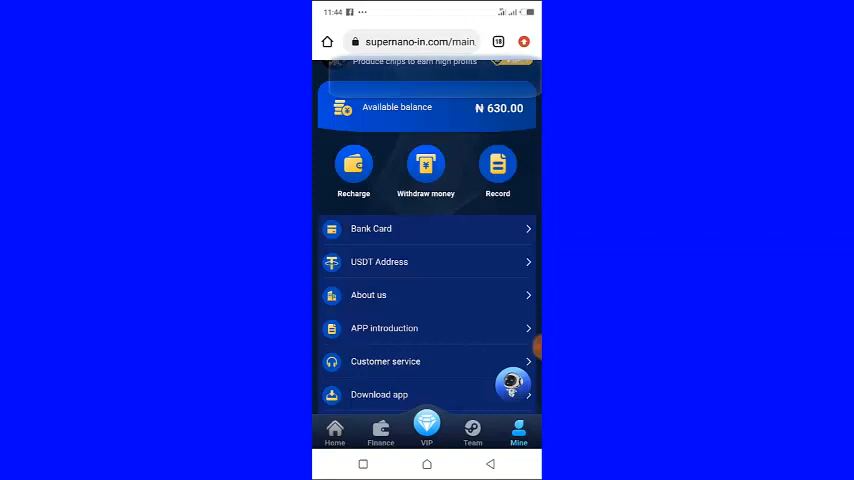 11:44
supernano-in.com/main
18
Produce chips to earn high profits
Available balance
₦ 630.00
Recharge
Withdraw money
Record
Bank Card
USDT Address
About us
APP introduction
Customer service
Download app
Home
Finance
VIP
Team
Mine